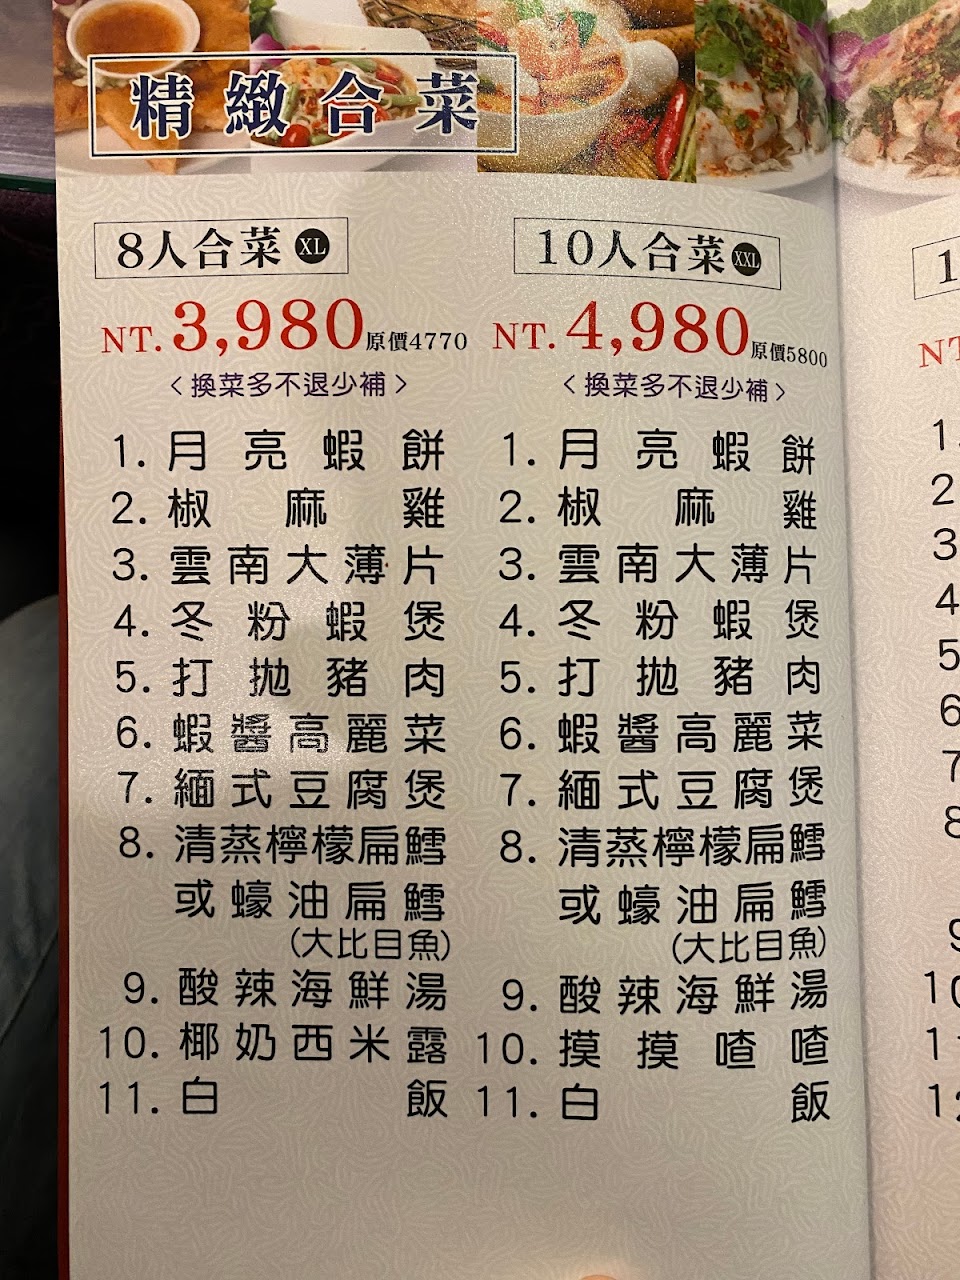 精緻合菜
8人合菜 XL
NT.3,980原價4770
〈換菜多不退少補〉
1.月亮蝦餅
2.椒麻雞
3.雲南大薄片
4.冬粉蝦煲
5.打拋豬肉
6.蝦醬高麗菜
7.緬式豆腐煲
8.清蒸檸檬扁鱈
或蠔油扁鱈
(大比目魚)
9.酸辣海鮮湯
10.椰奶西米露
11.白飯
10人合菜 XXL
NT.4,980原價5800
〈換菜多不退少補〉
1.月亮蝦餅
2.椒麻雞
3.雲南大薄片
4.冬粉蝦煲
5.打拋豬肉
6.蝦醬高麗菜
7.緬式豆腐煲
8.清蒸檸檬扁鱈
或蠔油扁鱈
(大比目魚)
9.酸辣海鮮湯
10.摸摸喳喳
11.白飯